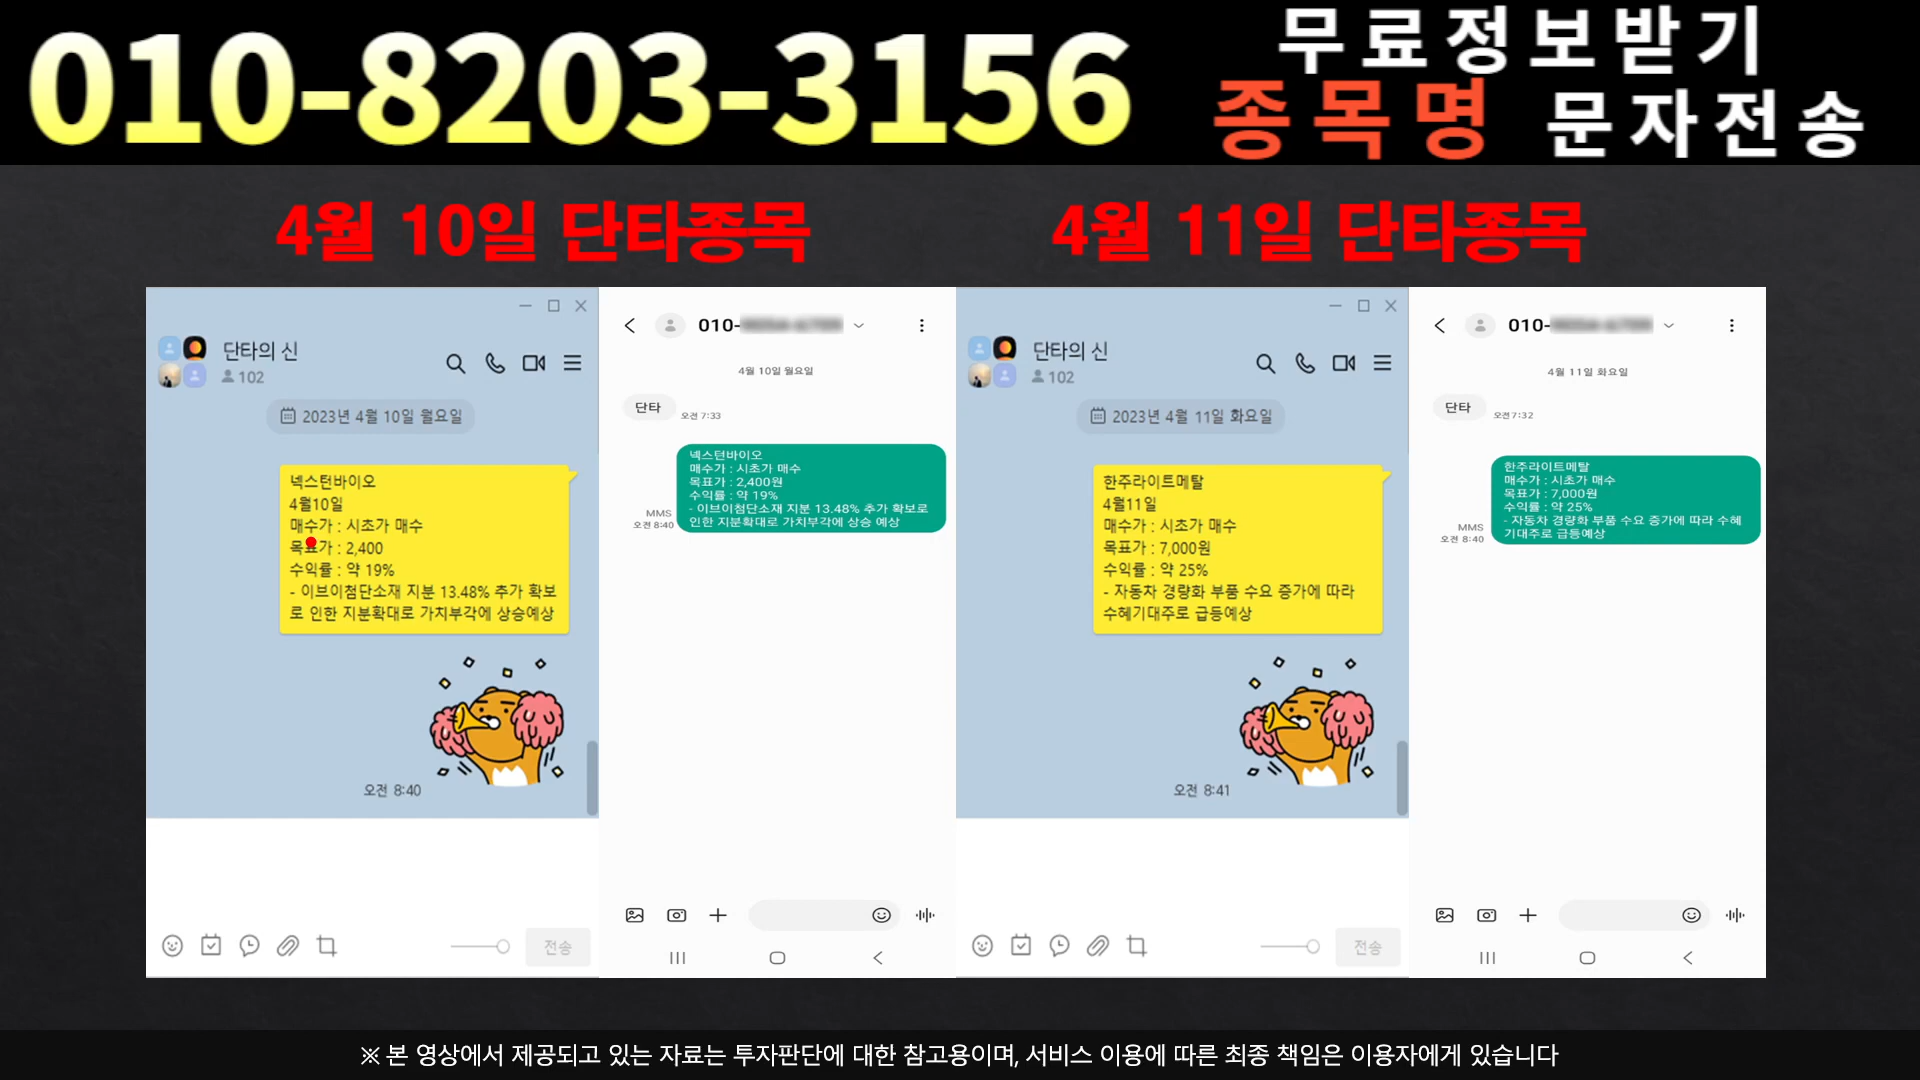 010-8203-3156
무료정보받기
종목명 문자전송
4월 10일 단타종목
4월 11일 단타종목
단타의 신
102
2023년 4월 10일 월요일
넥스턴바이오
4월10일
매수가 : 시초가 매수
목표가 : 2,400
수익률 : 약 19%
- 이브이첨단소재 지분 13.48% 추가 확보
로 인한 지분확대로 가치부각에 상승예상
오전 8:40
전송
010-
4월 10일 월요일
단타
오전 7:33
넥스턴바이오
매수가 : 시초가 매수
목표가 : 2,400원
수익률 : 약 19%
- 이브이첨단소재 지분 13.48% 추가 확보로
인한 지분확대로 가치부각에 상승 예상
MMS
오전 8:40
단타의 신
102
2023년 4월 11일 화요일
한주라이트메탈
4월11일
매수가 : 시초가 매수
목표가 : 7,000원
수익률 : 약 25%
- 자동차 경량화 부품 수요 증가에 따라
수혜기대주로 급등예상
오전 8:41
전송
010-
4월 11일 화요일
단타
오전 7:32
한주라이트메탈
매수가 : 시초가 매수
목표가 : 7,000원
수익률 : 약 25%
- 자동차 경량화 부품 수요 증가에 따라 수혜
기대주로 급등예상
MMS
오전 8:40
※ 본 영상에서 제공되고 있는 자료는 투자판단에 대한 참고용이며, 서비스 이용에 따른 최종 책임은 이용자에게 있습니다